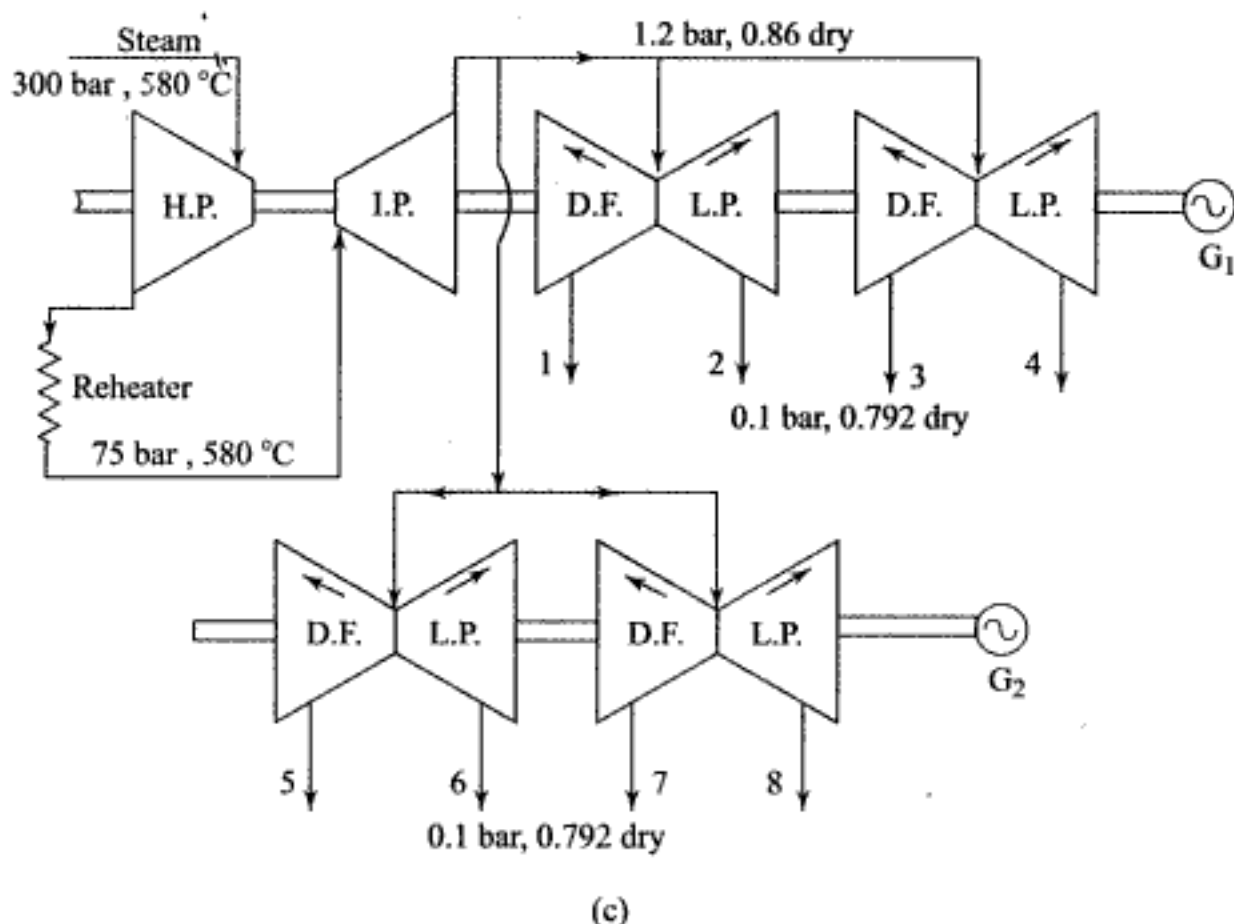 Steam
1.2 bar, 0.86 dry
300 bar , 580 °C
H.P.
I.P.
D.F.
L.P.
D.F.
L.P.
G1
1
2
3
4
Reheater
0.1 bar, 0.792 dry
75 bar , 580 °C
D.F.
L.P.
D.F.
L.P.
G2
5
6
7
8
0.1 bar, 0.792 dry
(c)